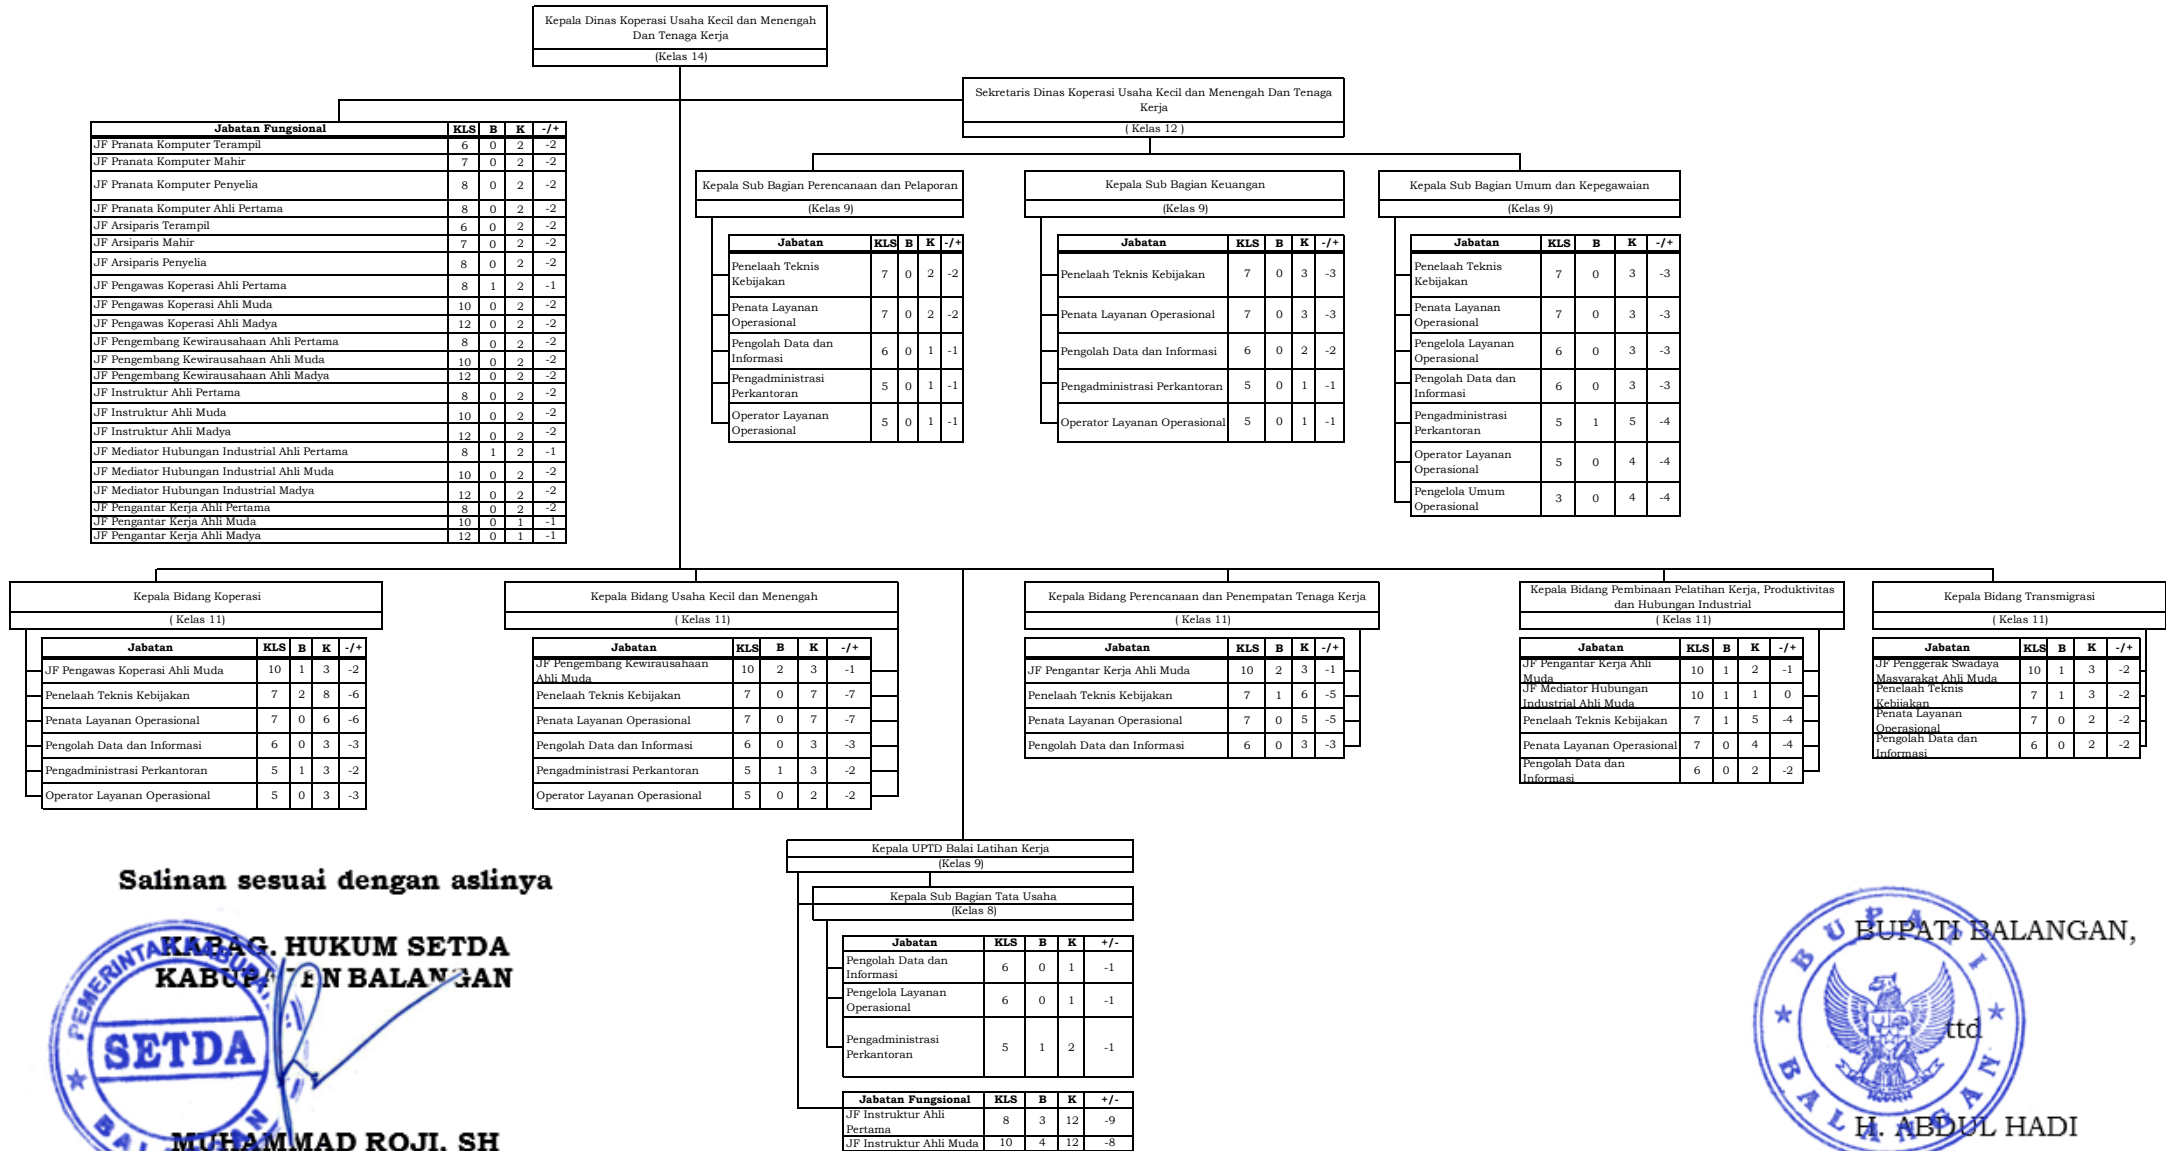 Kepala Dinas Koperasi Usaha Kecil dan Menengah
Dan Tenaga Kerja
(Kelas 14)
Sekretaris Dinas Koperasi Usaha Kecil dan Menengah Dan Tenaga
Kerja
( Kelas 12 )
Jabatan Fungsional KLS B K -/+
JF Pranata Komputer Terampil 6 0 2 -2
JF Pranata Komputer Mahir 7 0 2 -2
JF Pranata Komputer Penyelia 8 0 2 -2
JF Pranata Komputer Ahli Pertama 8 0 2 -2
JF Arsiparis Terampil 6 0 2 -2
JF Arsiparis Mahir 7 0 2 -2
JF Arsiparis Penyelia 8 0 2 -2
JF Pengawas Koperasi Ahli Pertama 8 1 2 -1
JF Pengawas Koperasi Ahli Muda 10 0 2 -2
JF Pengawas Koperasi Ahli Madya 12 0 2 -2
JF Pengembang Kewirausahaan Ahli Pertama 8 0 2 -2
JF Pengembang Kewirausahaan Ahli Muda 10 0 2 -2
JF Pengembang Kewirausahaan Ahli Madya 12 0 2 -2
JF Instruktur Ahli Pertama 8 0 2 -2
JF Instruktur Ahli Muda 10 0 2 -2
JF Instruktur Ahli Madya 12 0 2 -2
JF Mediator Hubungan Industrial Ahli Pertama 8 1 2 -1
JF Mediator Hubungan Industrial Ahli Muda 10 0 2 -2
JF Mediator Hubungan Industrial Madya 12 0 2 -2
JF Pengantar Kerja Ahli Pertama 8 0 2 -2
JF Pengantar Kerja Ahli Muda 10 0 1 -1
JF Pengantar Kerja Ahli Madya 12 0 1 -1
Kepala Sub Bagian Perencanaan dan Pelaporan
(Kelas 9)
Jabatan KLS B K -/+
Penelaah Teknis
Kebijakan 7 0 2 -2
Penata Layanan
Operasional 7 0 2 -2
Pengolah Data dan
Informasi 6 0 1 -1
Pengadministrasi
Perkantoran 5 0 1 -1
Operator Layanan
Operasional 5 0 1 -1
Kepala Sub Bagian Keuangan
(Kelas 9)
Jabatan KLS B K -/+
Penelaah Teknis Kebijakan 7 0 3 -3
Penata Layanan Operasional 7 0 3 -3
Pengolah Data dan Informasi 6 0 2 -2
Pengadministrasi Perkantoran 5 0 1 -1
Operator Layanan Operasional 5 0 1 -1
Kepala Sub Bagian Umum dan Kepegawaian
(Kelas 9)
Jabatan KLS B K -/+
Penelaah Teknis
Kebijakan 7 0 3 -3
Penata Layanan
Operasional 7 0 3 -3
Pengelola Layanan
Operasional 6 0 3 -3
Pengolah Data dan
Informasi 6 0 3 -3
Pengadministrasi
Perkantoran 5 1 5 -4
Operator Layanan
Operasional 5 0 4 -4
Pengelola Umum
Operasional 3 0 4 -4
Kepala Bidang Koperasi
( Kelas 11)
Jabatan KLS B K -/+
JF Pengawas Koperasi Ahli Muda 10 1 3 -2
Penelaah Teknis Kebijakan 7 2 8 -6
Penata Layanan Operasional 7 0 6 -6
Pengolah Data dan Informasi 6 0 3 -3
Pengadministrasi Perkantoran 5 1 3 -2
Operator Layanan Operasional 5 0 3 -3
Kepala Bidang Usaha Kecil dan Menengah
( Kelas 11)
Jabatan KLS B K -/+
JF Pengembang Kewirausahaan
Ahli Muda 10 2 3 -1
Penelaah Teknis Kebijakan 7 0 7 -7
Penata Layanan Operasional 7 0 7 -7
Pengolah Data dan Informasi 6 0 3 -3
Pengadministrasi Perkantoran 5 1 3 -2
Operator Layanan Operasional 5 0 2 -2
Kepala Bidang Perencanaan dan Penempatan Tenaga Kerja
( Kelas 11)
Jabatan KLS B K -/+
JF Pengantar Kerja Ahli Muda 10 2 3 -1
Penelaah Teknis Kebijakan 7 1 6 -5
Penata Layanan Operasional 7 0 5 -5
Pengolah Data dan Informasi 6 0 3 -3
Kepala Bidang Pembinaan Pelatihan Kerja, Produktivitas
dan Hubungan Industrial
( Kelas 11)
Jabatan KLS B K -/+
JF Pengantar Kerja Ahli
Muda 10 1 2 -1
JF Mediator Hubungan
Industrial Ahli Muda 10 1 1 0
Penelaah Teknis Kebijakan 7 1 5 -4
Penata Layanan Operasional 7 0 4 -4
Pengolah Data dan
Informasi 6 0 2 -2
Kepala Bidang Transmigrasi
( Kelas 11)
Jabatan KLS B K -/+
JF Penggerak Swadaya
Masyarakat Ahli Muda 10 1 3 -2
Penelaah Teknis
Kebijakan 7 1 3 -2
Penata Layanan
Operasional 7 0 2 -2
Pengolah Data dan
Informasi 6 0 2 -2
Kepala UPTD Balai Latihan Kerja
(Kelas 9)
Kepala Sub Bagian Tata Usaha
(Kelas 8)
Jabatan KLS B K +/-
Pengolah Data dan
Informasi 6 0 1 -1
Pengelola Layanan
Operasional 6 0 1 -1
Pengadministrasi
Perkantoran 5 1 2 -1
Jabatan Fungsional KLS B K +/-
JF Instruktur Ahli
Pertama 8 3 12 -9
JF Instruktur Ahli Muda 10 4 12 -8
Salinan sesuai dengan aslinya
KABAG. HUKUM SETDA
KABUPATEN BALANGAN
SETDA
MUHAMMAD ROJI, SH
BUPATI BALANGAN,
ttd
H. ABDUL HADI
BUPATI
BALANGAN